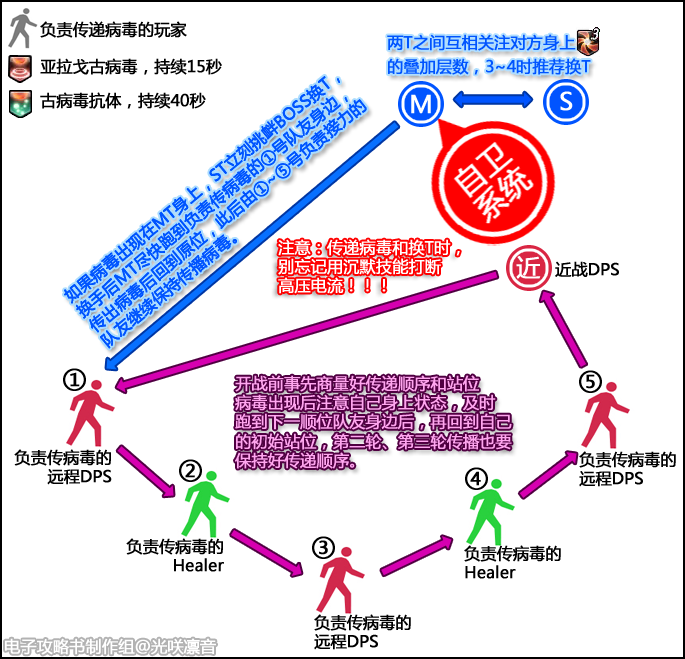 负责传递病毒的玩家
亚拉戈古病毒，持续15秒
古病毒抗体，持续40秒
两T之间互相关注对方身上
的叠加层数，3~4时推荐换T
3
M
S
自卫
系统
如果病毒出现在MT身上，ST立刻挑衅BOSS换T，
换手后MT尽快跑到负责传病毒的①号队友身边，
传出病毒后回到原位，此后由①~⑤号负责接力的
队友继续保持传播病毒。
注意：传递病毒和换T时，
别忘记用沉默技能打断
高压电流！！！
近
近战DPS
①
负责传病毒的
远程DPS
开战前事先商量好传递顺序和站位
病毒出现后注意自己身上状态，及时
跑到下一顺位队友身边后，再回到自己
的初始站位，第二轮、第三轮传播也要
保持好传递顺序。
⑤
负责传病毒的
远程DPS
②
负责传病毒的
Healer
④
负责传病毒的
Healer
③
负责传病毒的
远程DPS
电子攻略书制作组@光咲凛音